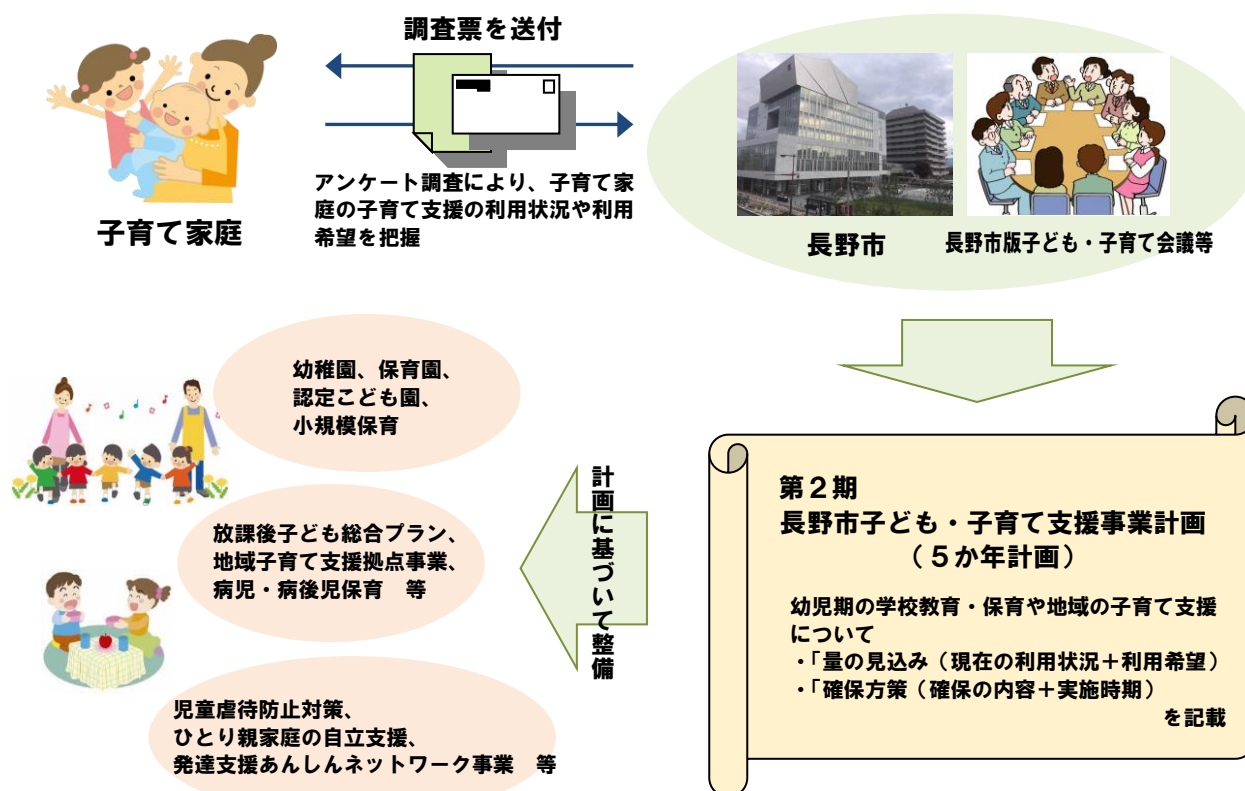 調査票を送付
アンケート調査により、子育て家
庭の子育て支援の利用状況や利用
希望を把握
子育て家庭
長野市
長野市版子ども・子育て会議等
第２期
長野市子ども・子育て支援事業計画
（５か年計画）
幼児期の学校教育・保育や地域の子育て支援
について
・「量の見込み（現在の利用状況＋利用希望）
・「確保方策（確保の内容＋実施時期）
を記載
計画に基づいて整備
幼稚園、保育園、
認定こども園、
小規模保育
放課後子ども総合プラン、
地域子育て支援拠点事業、
病児・病後児保育　等
児童虐待防止対策、
ひとり親家庭の自立支援、
発達支援あんしんネットワーク事業　等